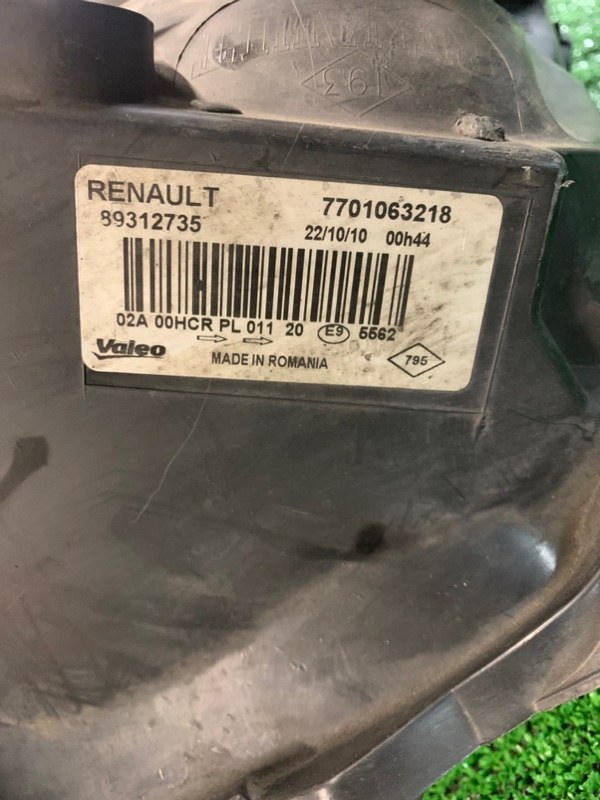 RENAULT 7701063218
89312735 22/10/10 00h44
02A 00HCR PL 011 20 E9 5562
Valeo MADE IN ROMANIA 795